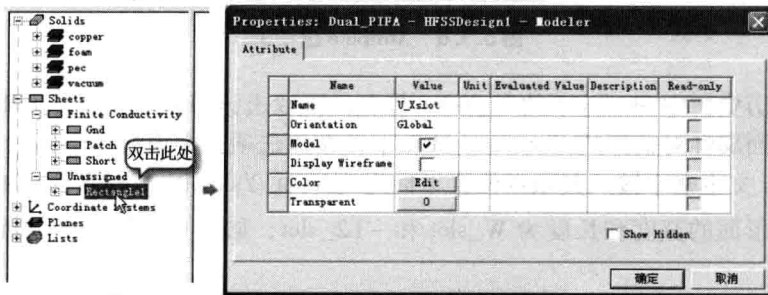 Solids
copper
foam
pec
vacuum
Sheets
Finite Conductivity
Gnd
Patch
Short
双击此处
Unassigned
Rectangle1
Coordinate Systems
Planes
Lists
Properties: Dual_PIFA - HFSSDesign1 - Modeler
Attribute
Name Value Unit Evaluated Value Description Read-only
Name U_Xslot
Orientation Global
Model
Display Wireframe
Color Edit
Transparent 0
Show Hidden
确定 取消